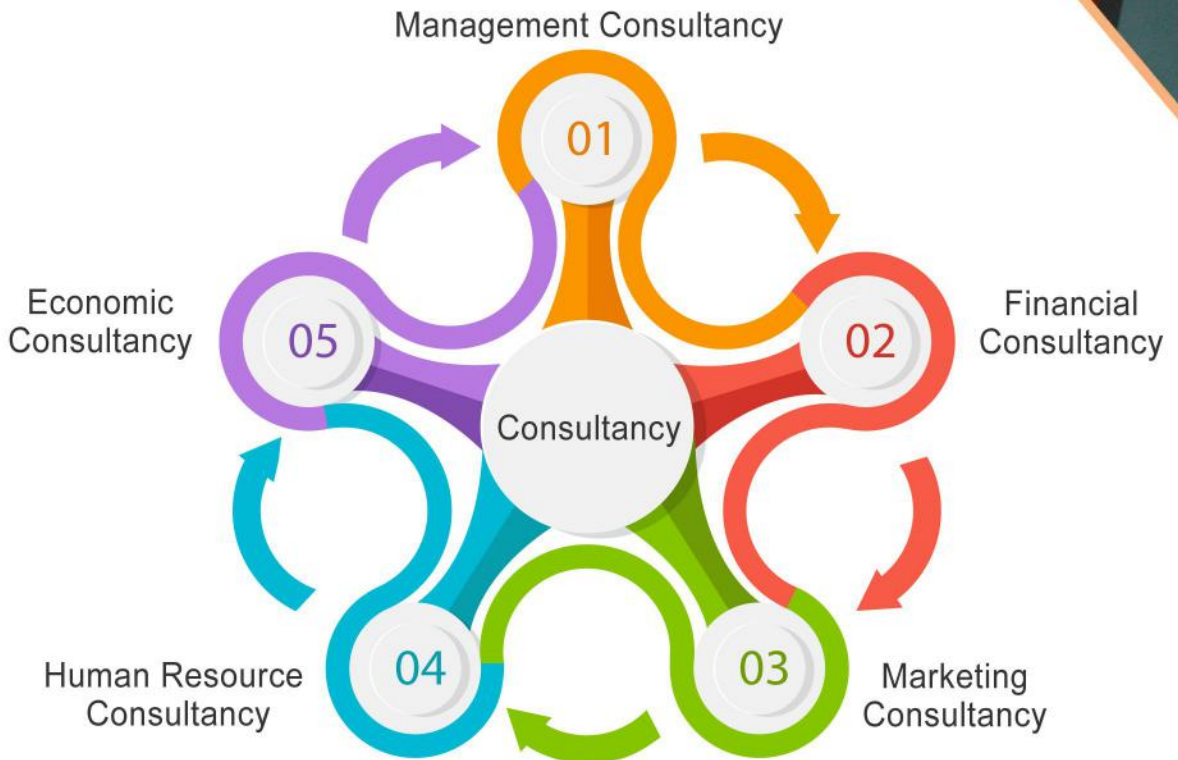 Management Consultancy
01
02
Financial
Consultancy
03
Marketing
Consultancy
04
Human Resource
Consultancy
05
Economic
Consultancy
Consultancy